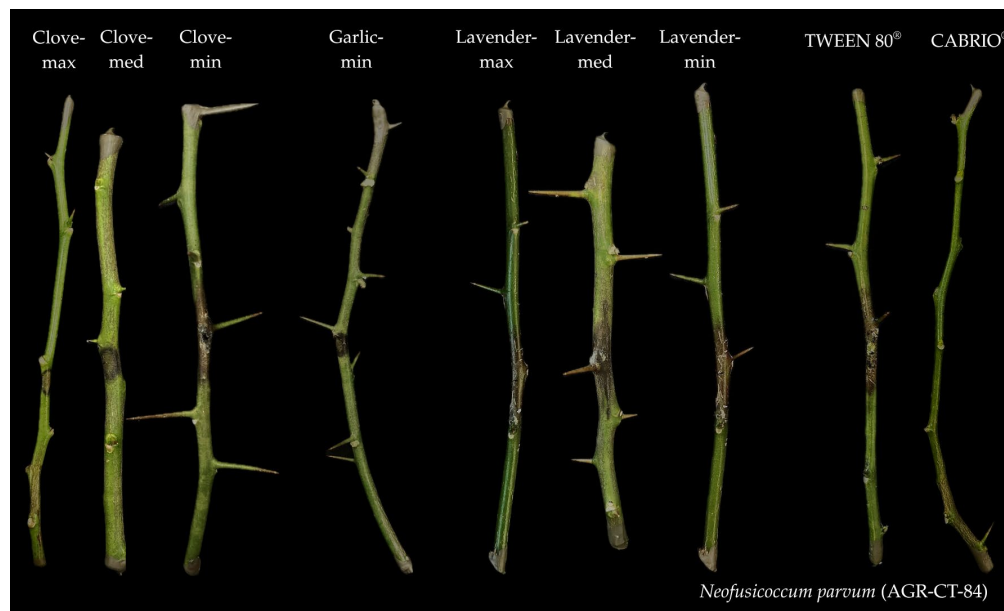 Clove-
max
Clove-
med
Clove-
min
Garlic-
min
Lavender-
max
Lavender-
med
Lavender-
min
TWEEN 80®
CABRIO®
Neofusicoccum parvum (AGR-CT-84)